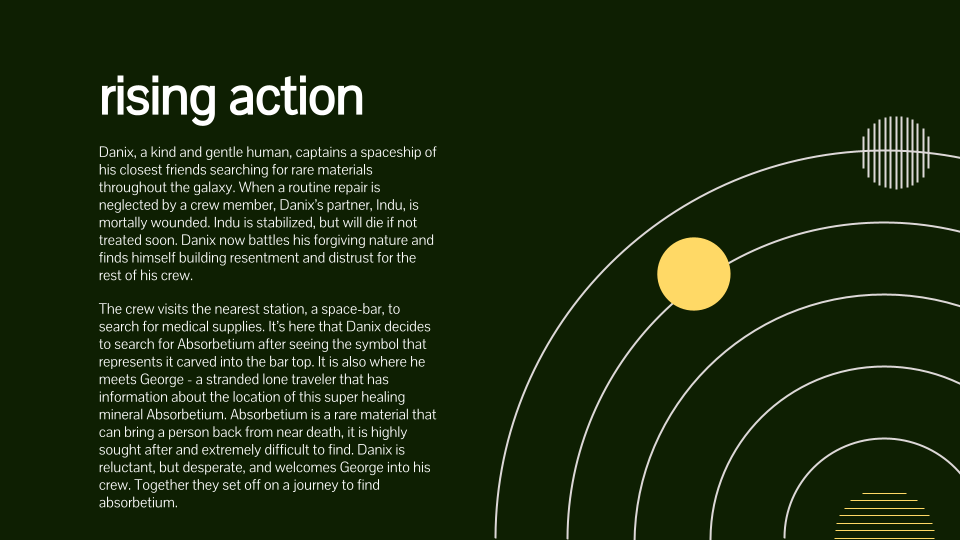 rising action
Danix, a kind and gentle human, captains a spaceship of
his closest friends searching for rare materials
throughout the galaxy. When a routine repair is
neglected by a crew member, Danix's partner, Indu, is
mortally wounded. Indu is stabilized, but will die if not
treated soon. Danix now battles his forgiving nature and
finds himself building resentment and distrust for the
rest of his crew.
The crew visits the nearest station, a space-bar, to
search for medical supplies. It's here that Danix decides
to search for Absorbetium after seeing the symbol that
represents it carved into the bar top. It is also where he
meets George - a stranded lone traveler that has
information about the location of this super healing
mineral Absorbetium. Absorbetium is a rare material that
can bring a person back from near death, it is highly
sought after and extremely difficult to find. Danix is
reluctant, but desperate, and welcomes George into his
crew. Together they set off on a journey to find
absorbetium.